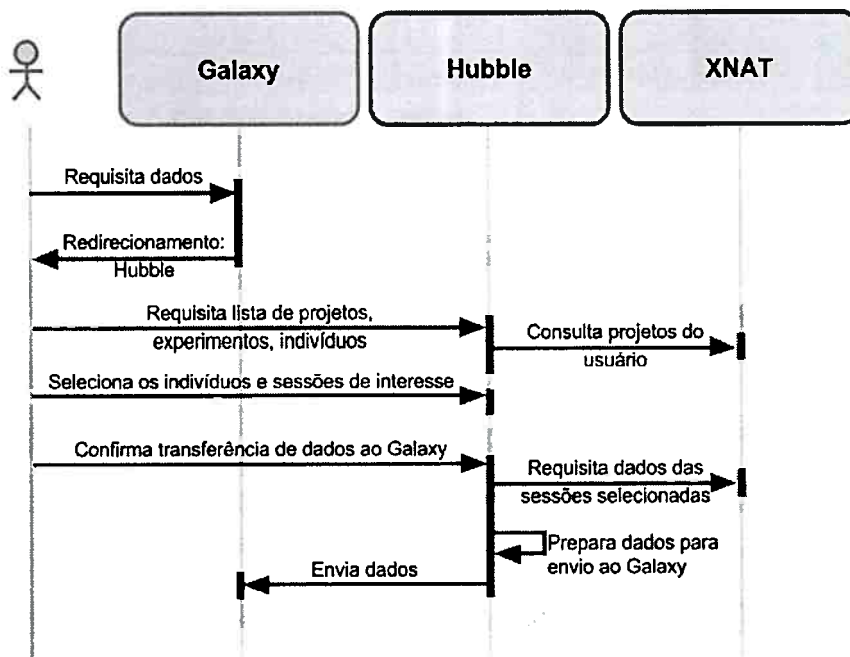 Galaxy
Hubble
XNAT
Requisita dados
Redirecionamento:
Hubble
Requisita lista de projetos,
experimentos, indivíduos
Consulta projetos do
usuário
Seleciona os indivíduos e sessões de interesse
Confirma transferência de dados ao Galaxy
Requisita dados das
sessões selecionadas
Prepara dados para
envio ao Galaxy
Envia dados